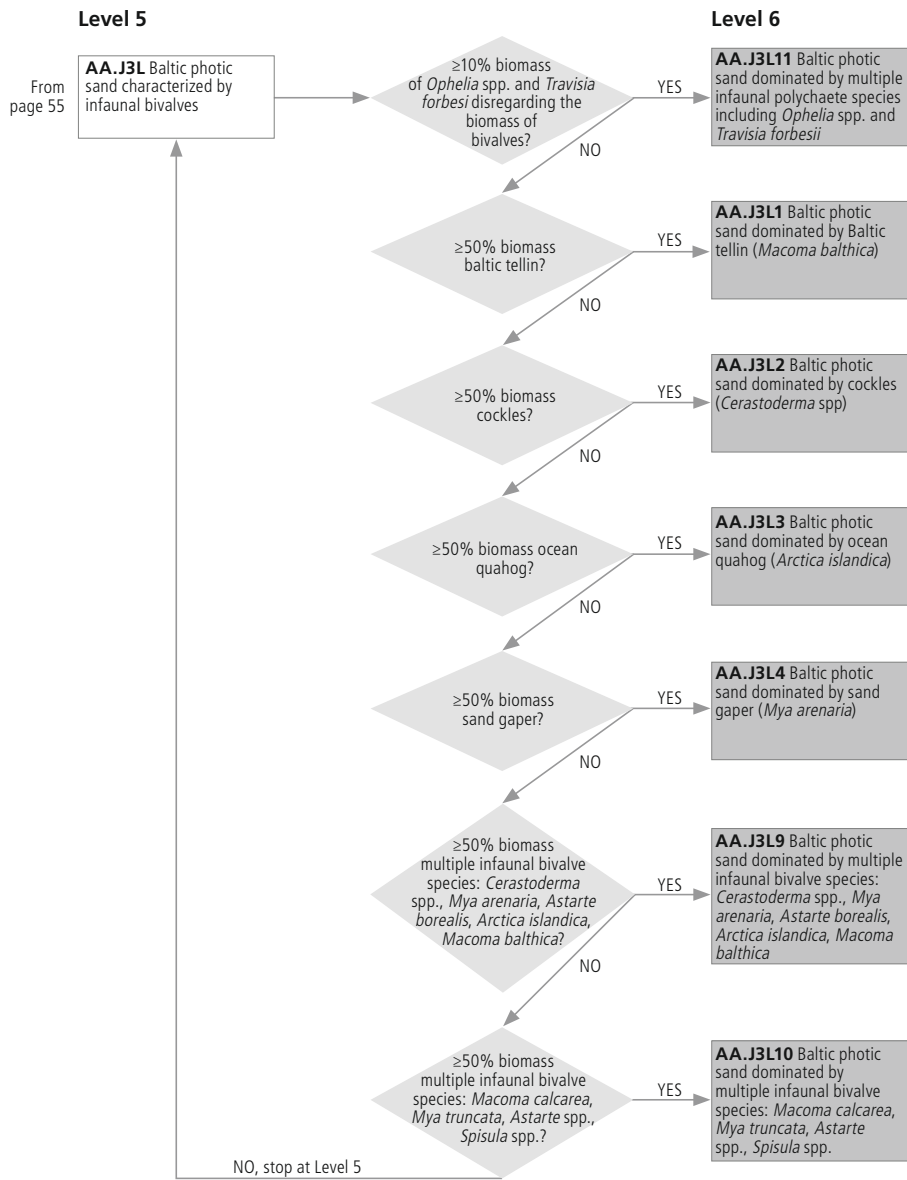 Level 5
Level 6
From
page 55
AA.J3L Baltic photic
sand characterized by
infaunal bivalves
≥10% biomass
of Ophelia spp. and Travisia
forbesi disregarding the
biomass of
bivalves?
YES
NO
AA.J3L11 Baltic photic
sand dominated by multiple
infaunal polychaete species
including Ophelia spp. and
Travisia forbesii
≥50% biomass
baltic tellin?
YES
NO
AA.J3L1 Baltic photic
sand dominated by Baltic
tellin (Macoma balthica)
≥50% biomass
cockles?
YES
NO
AA.J3L2 Baltic photic
sand dominated by cockles
(Cerastoderma spp)
≥50% biomass ocean
quahog?
YES
NO
AA.J3L3 Baltic photic
sand dominated by ocean
quahog (Arctica islandica)
≥50% biomass
sand gaper?
YES
NO
AA.J3L4 Baltic photic
sand dominated by sand
gaper (Mya arenaria)
≥50% biomass
multiple infaunal bivalve
species: Cerastoderma
spp., Mya arenaria, Astarte
borealis, Arctica islandica,
Macoma balthica?
YES
NO
AA.J3L9 Baltic photic
sand dominated by multiple
infaunal bivalve species:
Cerastoderma spp., Mya
arenaria, Astarte borealis,
Arctica islandica, Macoma
balthica
≥50% biomass
multiple infaunal bivalve
species: Macoma calcarea,
Mya truncata, Astarte spp.,
Spisula spp.?
YES
NO, stop at Level 5
AA.J3L10 Baltic photic
sand dominated by
multiple infaunal bivalve
species: Macoma calcarea,
Mya truncata, Astarte
spp., Spisula spp.